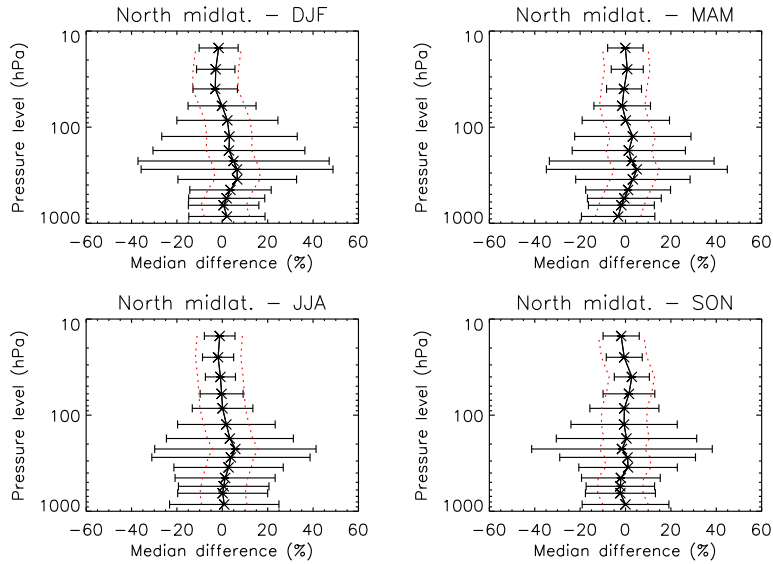 North midlat. – DJF
10
100
1000
Pressure level (hPa)
-60 -40 -20 0 20 40 60
Median difference (%)
North midlat. – MAM
10
100
1000
Pressure level (hPa)
-60 -40 -20 0 20 40 60
Median difference (%)
North midlat. – JJA
10
100
1000
Pressure level (hPa)
-60 -40 -20 0 20 40 60
Median difference (%)
North midlat. – SON
10
100
1000
Pressure level (hPa)
-60 -40 -20 0 20 40 60
Median difference (%)